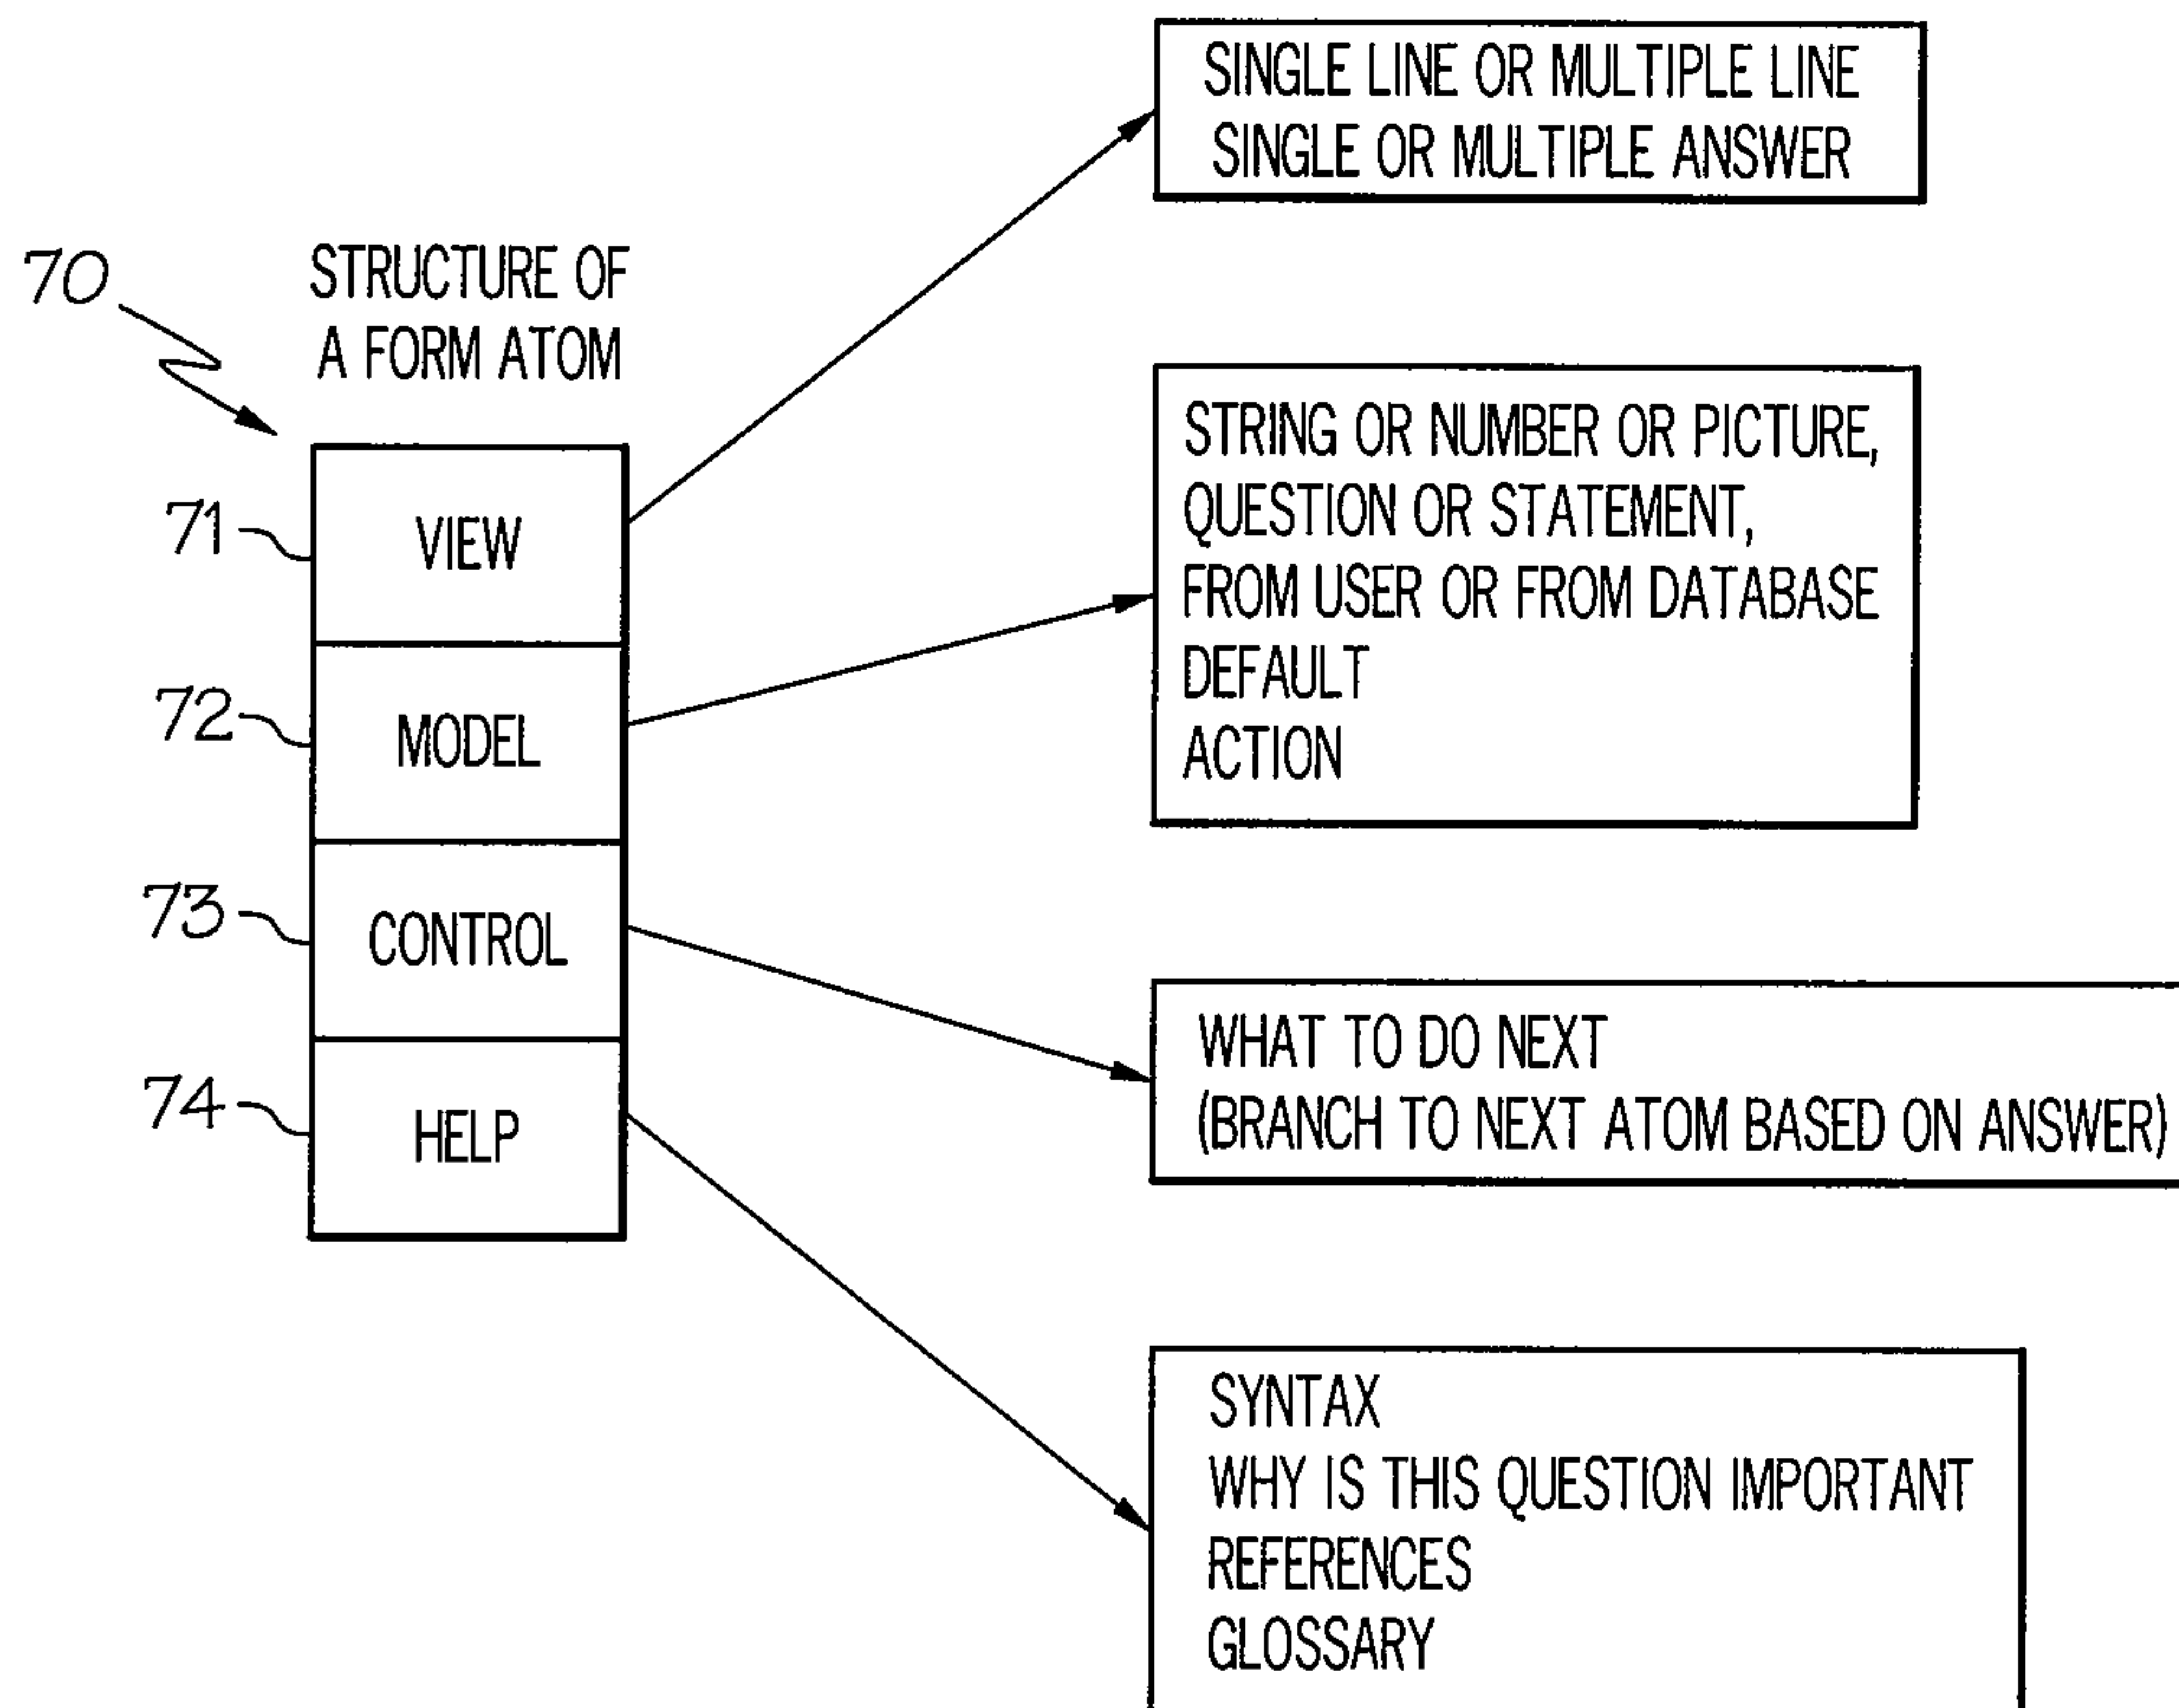 SINGLE LINE OR MULTIPLE LINE
SINGLE OR MULTIPLE ANSWER
70
STRUCTURE OF
A FORM ATOM
71
VIEW
72
MODEL
73
CONTROL
74
HELP
STRING OR NUMBER OR PICTURE,
QUESTION OR STATEMENT,
FROM USER OR FROM DATABASE
DEFAULT
ACTION
WHAT TO DO NEXT
(BRANCH TO NEXT ATOM BASED ON ANSWER)
SYNTAX
WHY IS THIS QUESTION IMPORTANT
REFERENCES
GLOSSARY